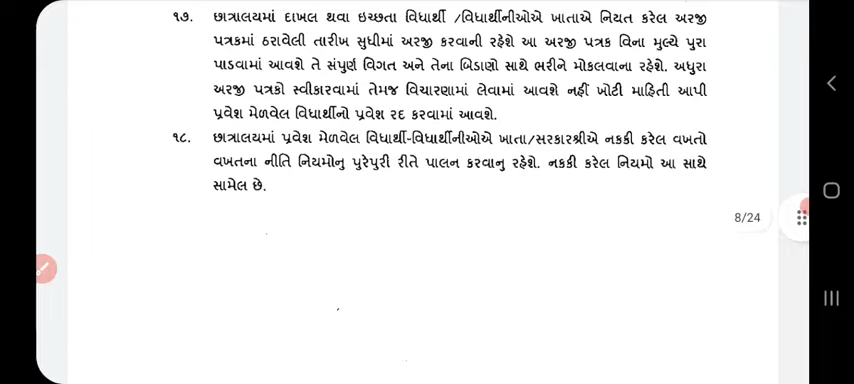 ૧૭. છાત્રાલયમાં દાખલ થવા ઇચ્છતા વિધાર્થી /વિધાર્થીનીઓએ ખાતાએ નિયત કરેલ અરજી
પત્રકમાં ઠરાવેલી તારીખ સુધીમાં અરજી કરવાની રહેશે આ અરજી પત્રક વિના મુલ્યે પુરા
પાડવામાં આવશે તે સંપુર્ણ વિગત અને તેના બિડાણો સાથે ભરીને મોકલવાના રહેશે. અધુરા
અરજી પત્રકો સ્વીકારવામાં તેમજ વિચારણામાં લેવામાં આવશે નહીં ખોટી માહિતી આપી
પ્રવેશ મેળવેલ વિધાર્થીનો પ્રવેશ રદ કરવામાં આવશે.
૧૮. છાત્રાલયમાં પ્રવેશ મેળવેલ વિધાર્થી-વિધાર્થીનીઓએ ખાતા/સરકારશ્રીએ નકકી કરેલ વખતો
વખતના નીતિ નિયમોનુ પુરેપુરી રીતે પાલન કરવાનુ રહેશે. નકકી કરેલ નિયમો આ સાથે
સામેલ છે.
8/24